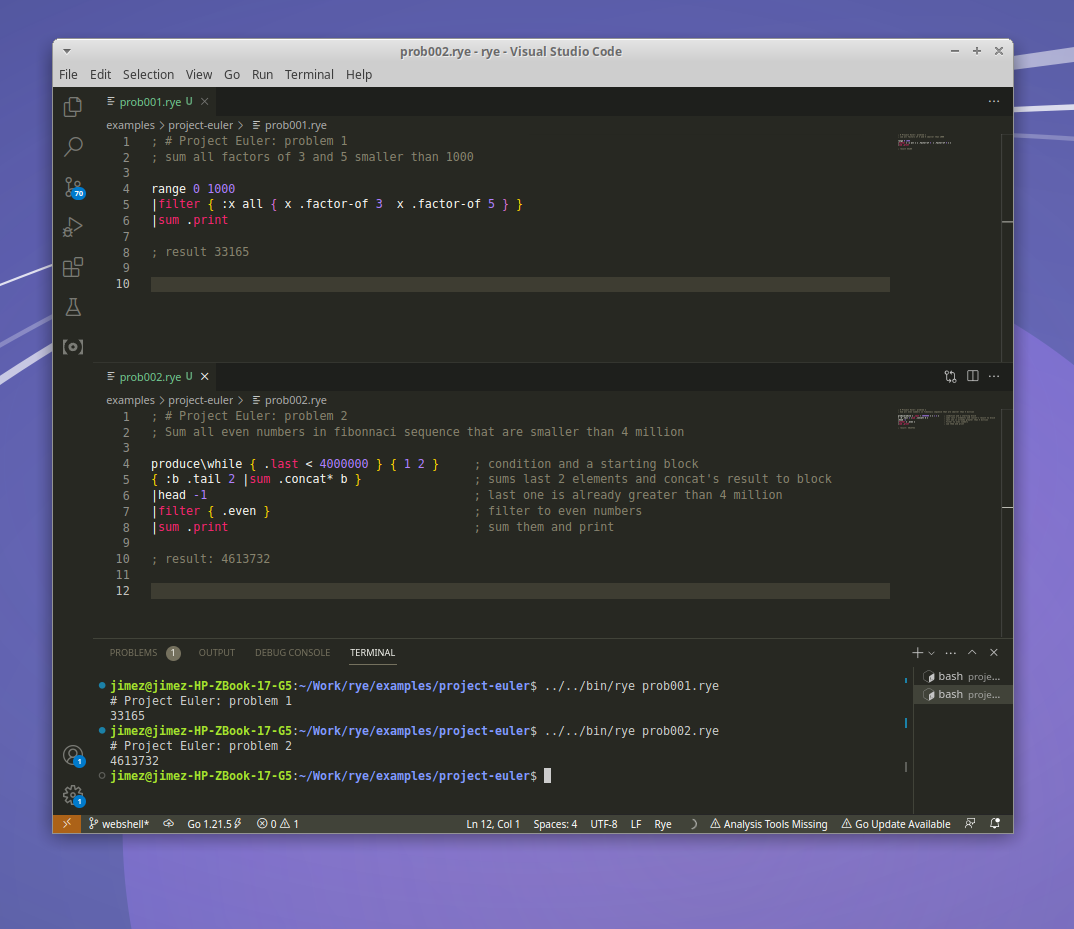 prob002.rye - rye - Visual Studio Code
File Edit Selection View Go Run Terminal Help
prob001.rye U
examples > project-euler > prob001.rye
1 ; # Project Euler: problem 1
2 ; sum all factors of 3 and 5 smaller than 1000
3
4 range 0 1000
5 |filter { :x all { x .factor-of 3  x .factor-of 5 } }
6 |sum .print
7
8 ; result 33165
9
10
70
prob002.rye U
examples > project-euler > prob002.rye
1 ; # Project Euler: problem 2
2 ; Sum all even numbers in fibonnaci sequence that are smaller than 4 million
3
4 produce\while { .last < 4000000 } { 1 2 } ; condition and a starting block
5 { :b .tail 2 |sum .concat* b } ; sums last 2 elements and concat's result to block
6 |head -1 ; last one is already greater than 4 million
7 |filter { .even } ; filter to even numbers
8 |sum .print ; sum them and print
9
10 ; result: 4613732
11
12
PROBLEMS 1 OUTPUT DEBUG CONSOLE TERMINAL
jimez@jimez-HP-ZBook-17-G5:~/Work/rye/examples/project-euler$ ../../bin/rye prob001.rye
# Project Euler: problem 1
33165
jimez@jimez-HP-ZBook-17-G5:~/Work/rye/examples/project-euler$ ../../bin/rye prob002.rye
# Project Euler: problem 2
4613732
jimez@jimez-HP-ZBook-17-G5:~/Work/rye/examples/project-euler$
bash proje...
bash proje...
1
1
webshell* Go 1.21.5 0 1 Ln 12, Col 1 Spaces: 4 UTF-8 LF Rye Analysis Tools Missing Go Update Available